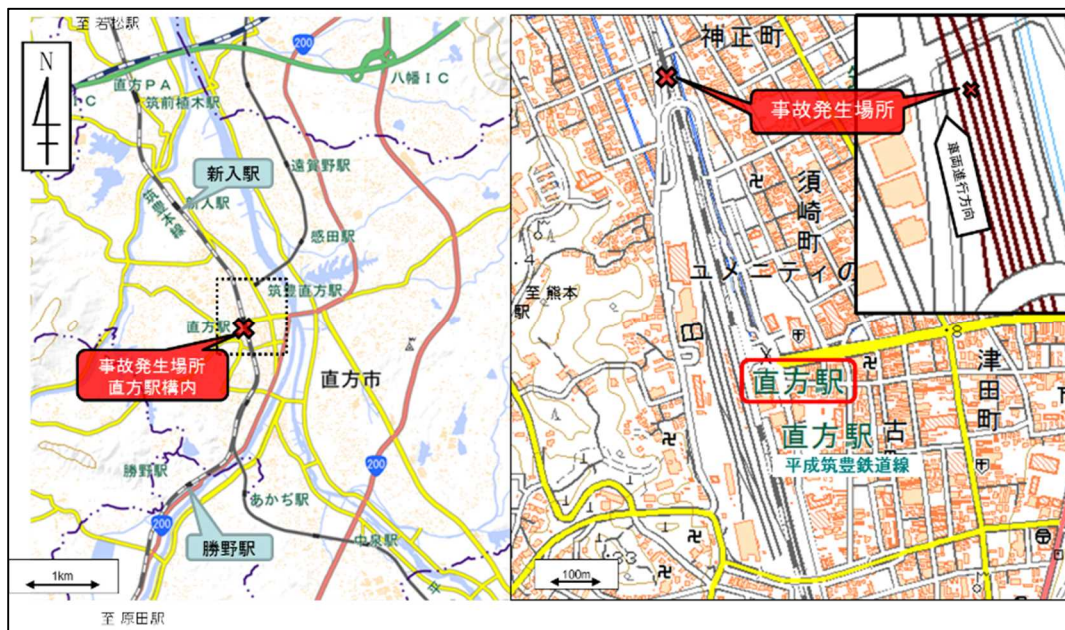 至 若松駅
N
200
八幡IC
IC
直方PA
筑前植木駅
遠賀野駅
新入駅
新入駅
筑豊本線
感田駅
筑豊直方駅
直方駅
事故発生場所
直方駅構内
直方市
勝野駅
200
200
あかぢ駅
勝野駅
中泉駅
1km
至 原田駅
神正町
事故発生場所
車両進行方向
須崎町
ユメニティの
至 熊本
駅
直方駅
津田町
直方駅
古
平成筑豊鉄道線
100m